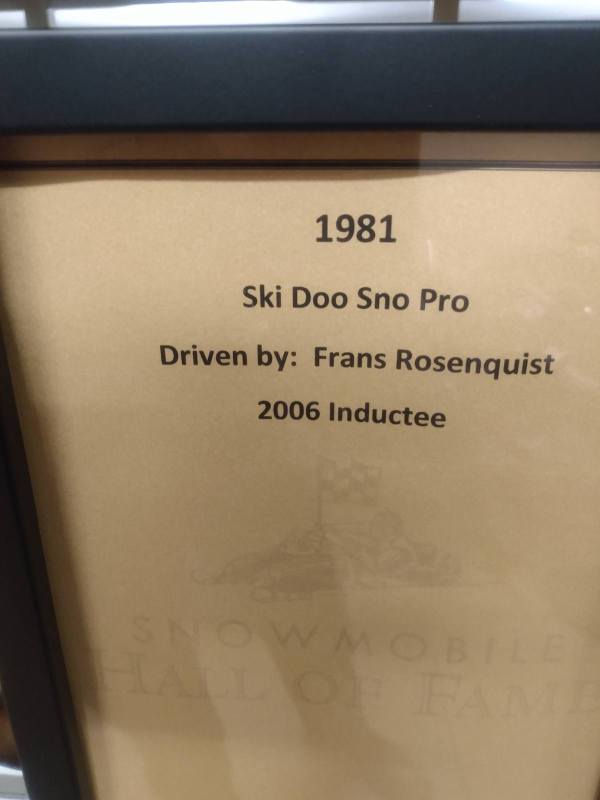 1981
Ski Doo Sno Pro
Driven by: Frans Rosenquist
2006 Inductee
SNOWMOBILE
HALL OF FAME